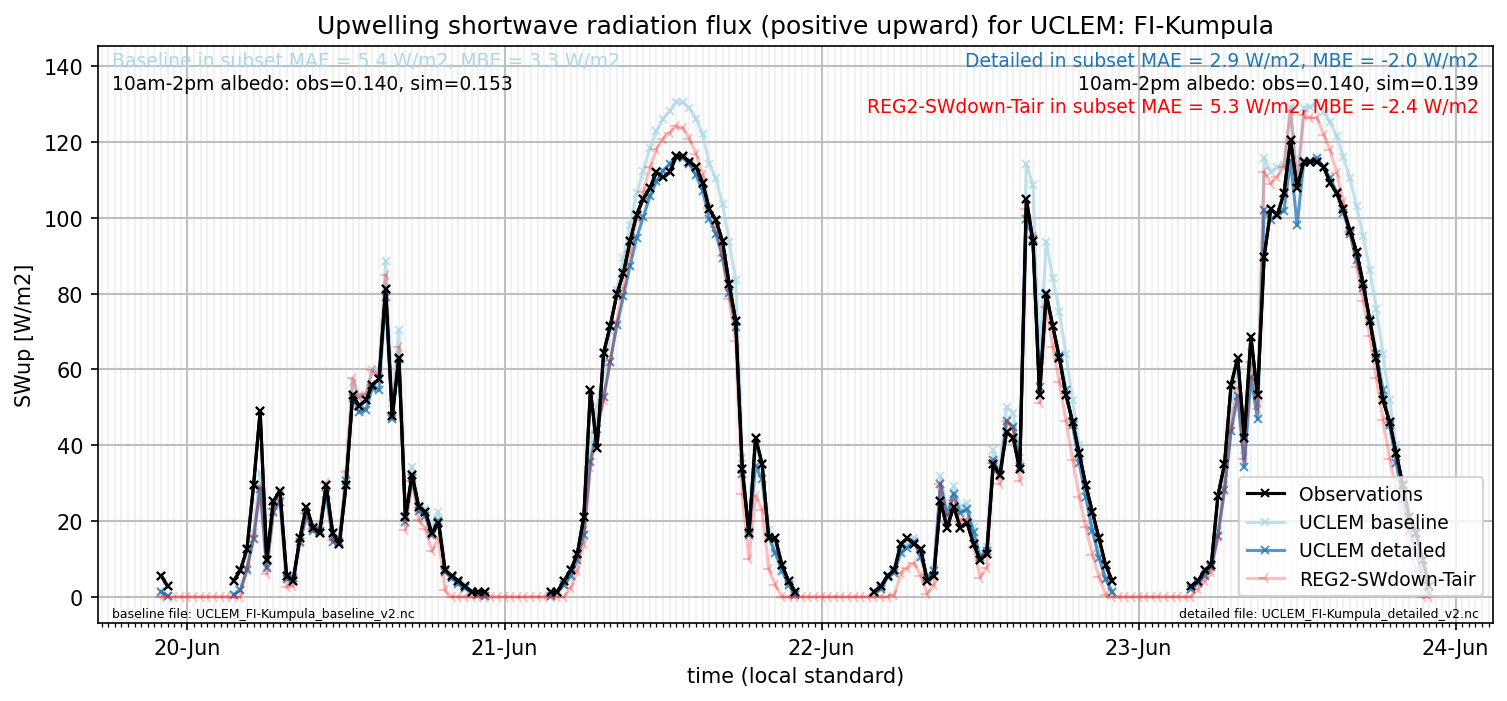 Upwelling shortwave radiation flux (positive upward) for UCLEM: FI-Kumpula
Baseline in subset MAE = 5.4 W/m2, MBE = 3.3 W/m2
10am-2pm albedo: obs=0.140, sim=0.153
Detailed in subset MAE = 2.9 W/m2, MBE = -2.0 W/m2
10am-2pm albedo: obs=0.140, sim=0.139
REG2-SWdown-Tair in subset MAE = 5.3 W/m2, MBE = -2.4 W/m2
SWup [W/m2]
140
120
100
80
60
40
20
0
Observations
UCLEM baseline
UCLEM detailed
REG2-SWdown-Tair
baseline file: UCLEM_FI-Kumpula_baseline_v2.nc
detailed file: UCLEM_FI-Kumpula_detailed_v2.nc
20-Jun
21-Jun
22-Jun
23-Jun
24-Jun
time (local standard)